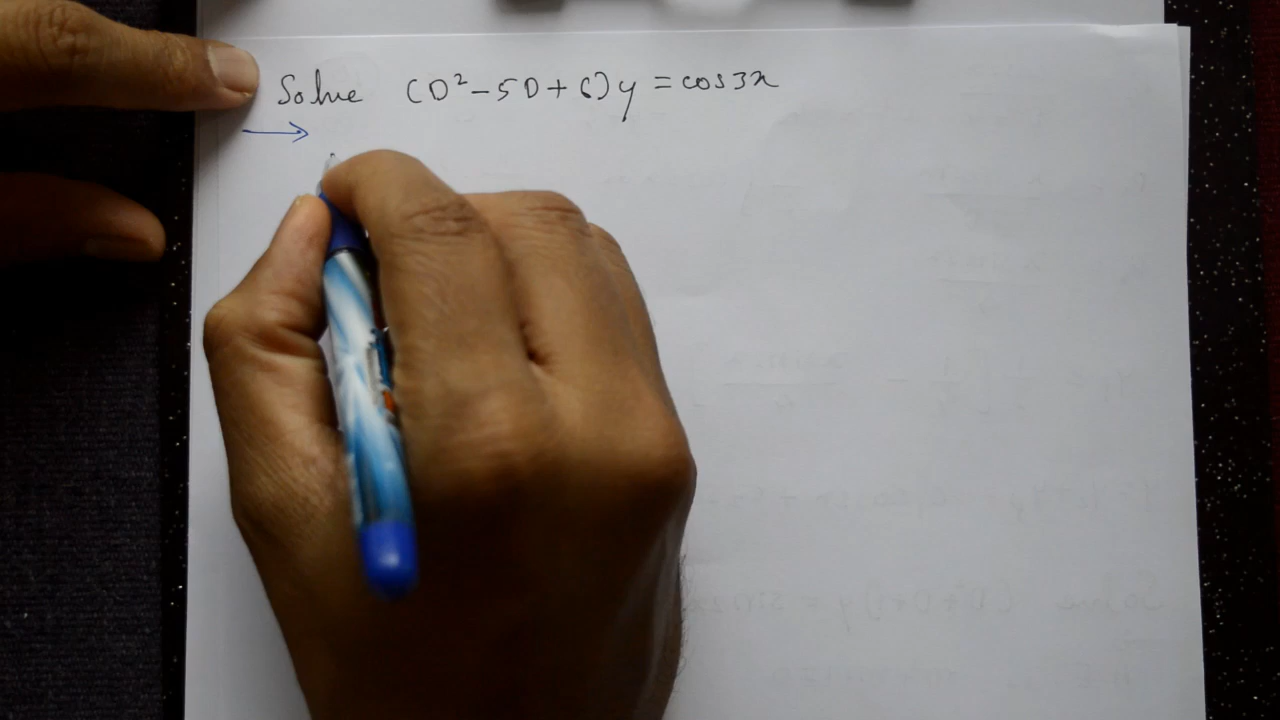 Solve (D²-5D+6)y = cos3x